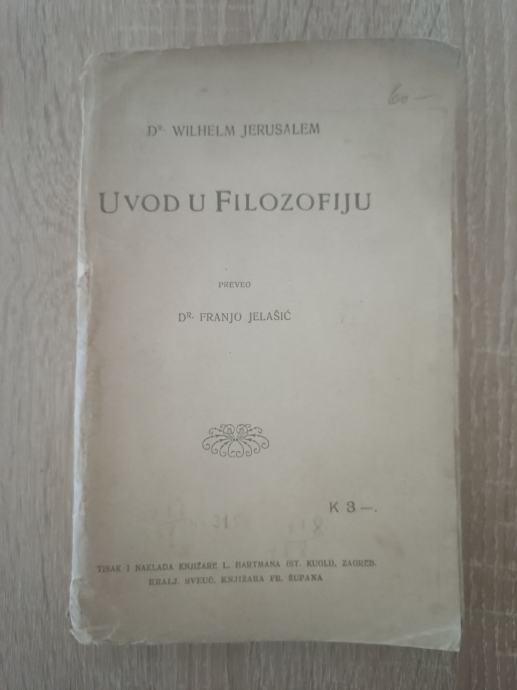 60 —
Dr. WILHELM JERUSALEM
UVOD U FILOZOFIJU
PREVEO
Dr. FRANJO JELAŠIĆ
K 3 —.
TISAK I NAKLADA KNJIŽARE L. HARTMANA (ST. KUGLI), ZAGREB.
KRALJ. SVEUČ. KNJIŽARA FR. ŽUPANA